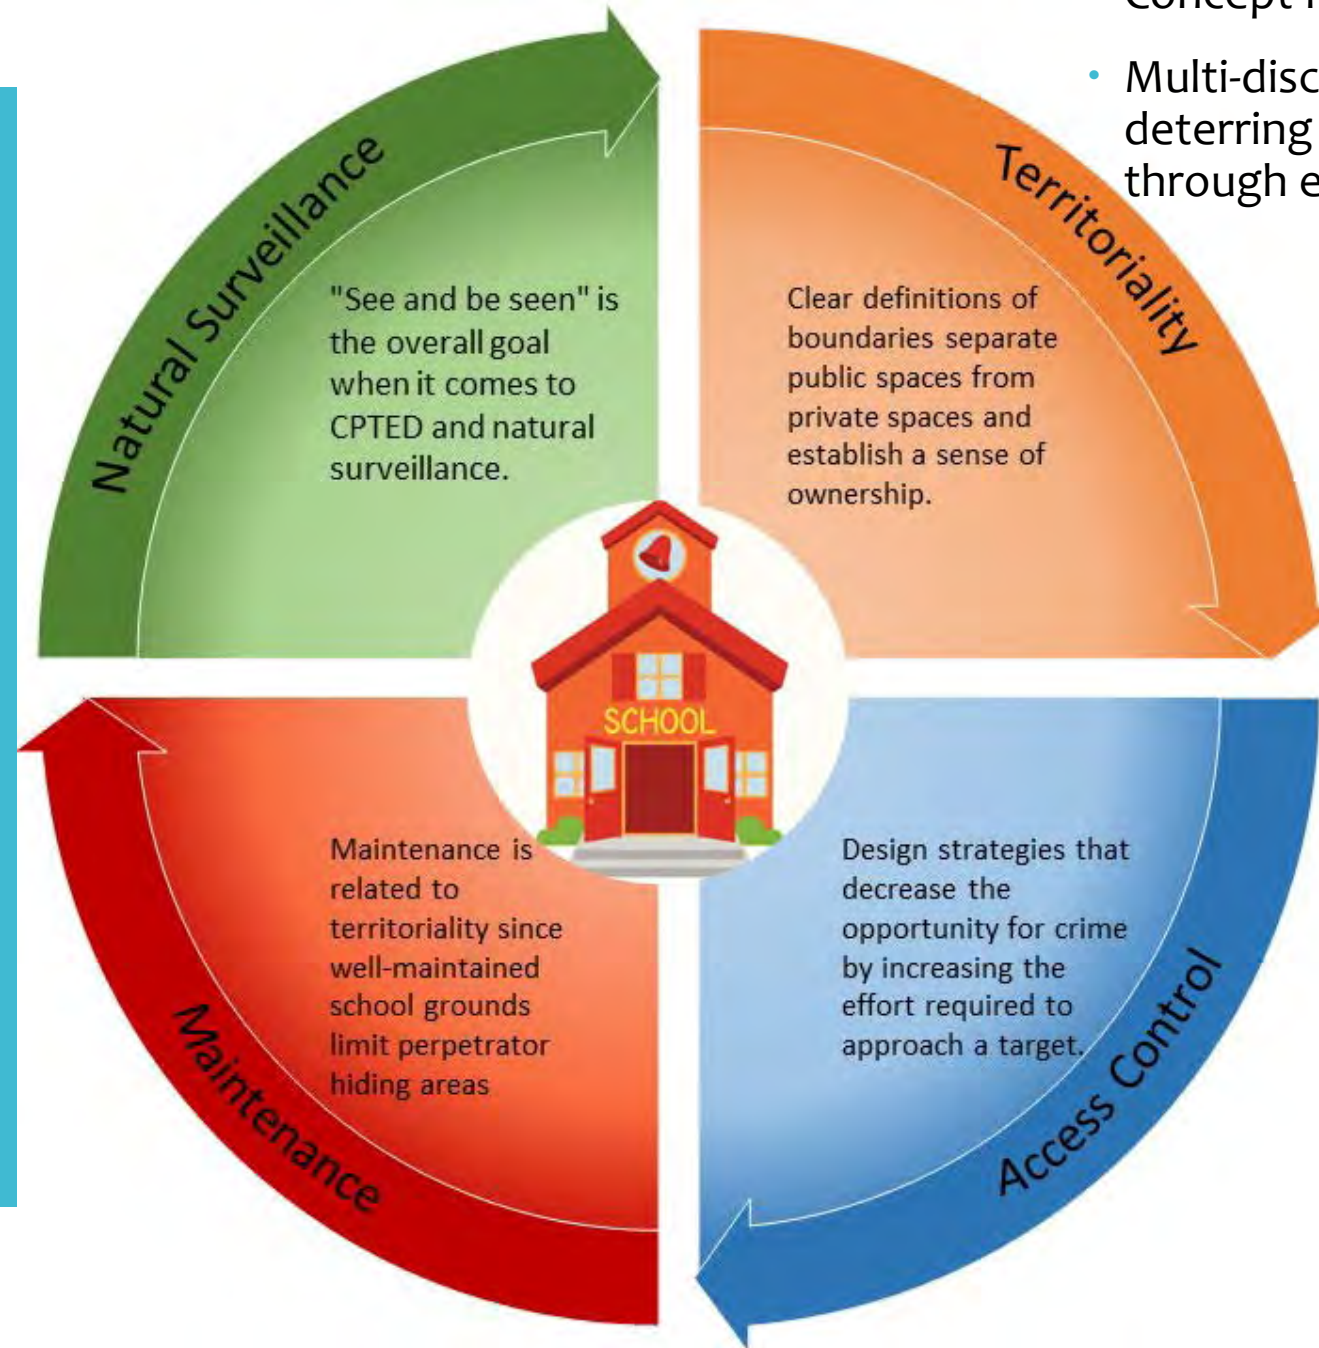 Concept
Multi-disc
deterring
through e
Natural Surveillance
"See and be seen" is
the overall goal
when it comes to
CPTED and natural
surveillance.
Territoriality
Clear definitions of
boundaries separate
public spaces from
private spaces and
establish a sense of
ownership.
SCHOOL
Maintenance is
related to
territoriality since
well-maintained
school grounds
limit perpetrator
hiding areas
Maintenance
Design strategies that
decrease the
opportunity for crime
by increasing the
effort required to
approach a target.
Access Control